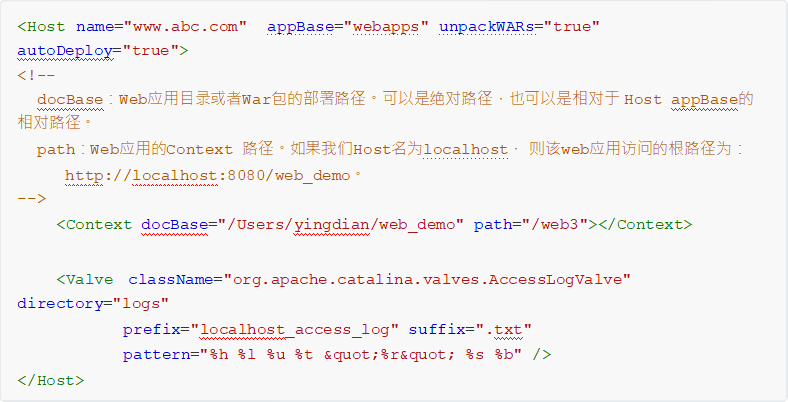 <Host name="www.abc.com"  appBase="webapps" unpackWARs="true"
autoDeploy="true">
<!--
docBase：Web应用目录或者War包的部署路径。可以是绝对路径，也可以是相对于 Host appBase的
相对路径。
path：Web应用的Context 路径。如果我们Host名为localhost， 则该web应用访问的根路径为：
http://localhost:8080/web_demo。
-->
<Context docBase="/Users/yingdian/web_demo" path="/web3"></Context>
<Valve className="org.apache.catalina.valves.AccessLogValve"
directory="logs"
prefix="localhost_access_log" suffix=".txt"
pattern="%h %l %u %t &quot;%r&quot; %s %b" />
</Host>